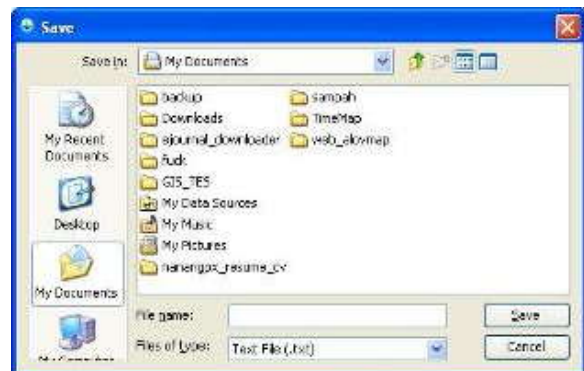 Save
Save in: My Documents
My Recent Documents
Desktop
My Documents
backup
Downloads
ejournal_downloader
fuck
GIS_TES
My Data Sources
My Music
My Pictures
nanangpx_resume_cv
sampah
TimeMap
web_alovmap
File name:
Save
Files of type: Text File (.txt)
Cancel